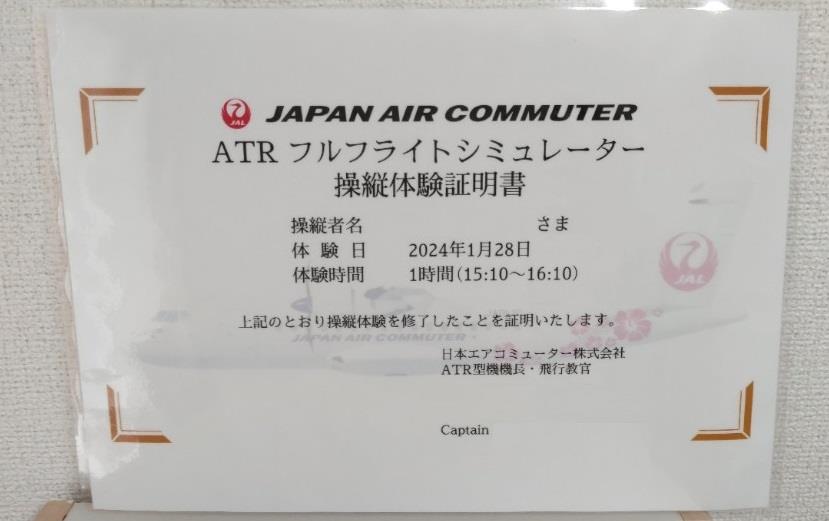 JAL JAPAN AIR COMMUTER
ATR フルフライトシミュレーター
操縦体験証明書
操縦者名 さま
体 験 日 2024年1月28日
体験時間 1時間(15:10～16:10)
JAL
上記のとおり操縦体験を修了したことを証明いたします。
JAPAN AIR COMMUTER
日本エアコミューター株式会社
ATR型機機長・飛行教官
Captain